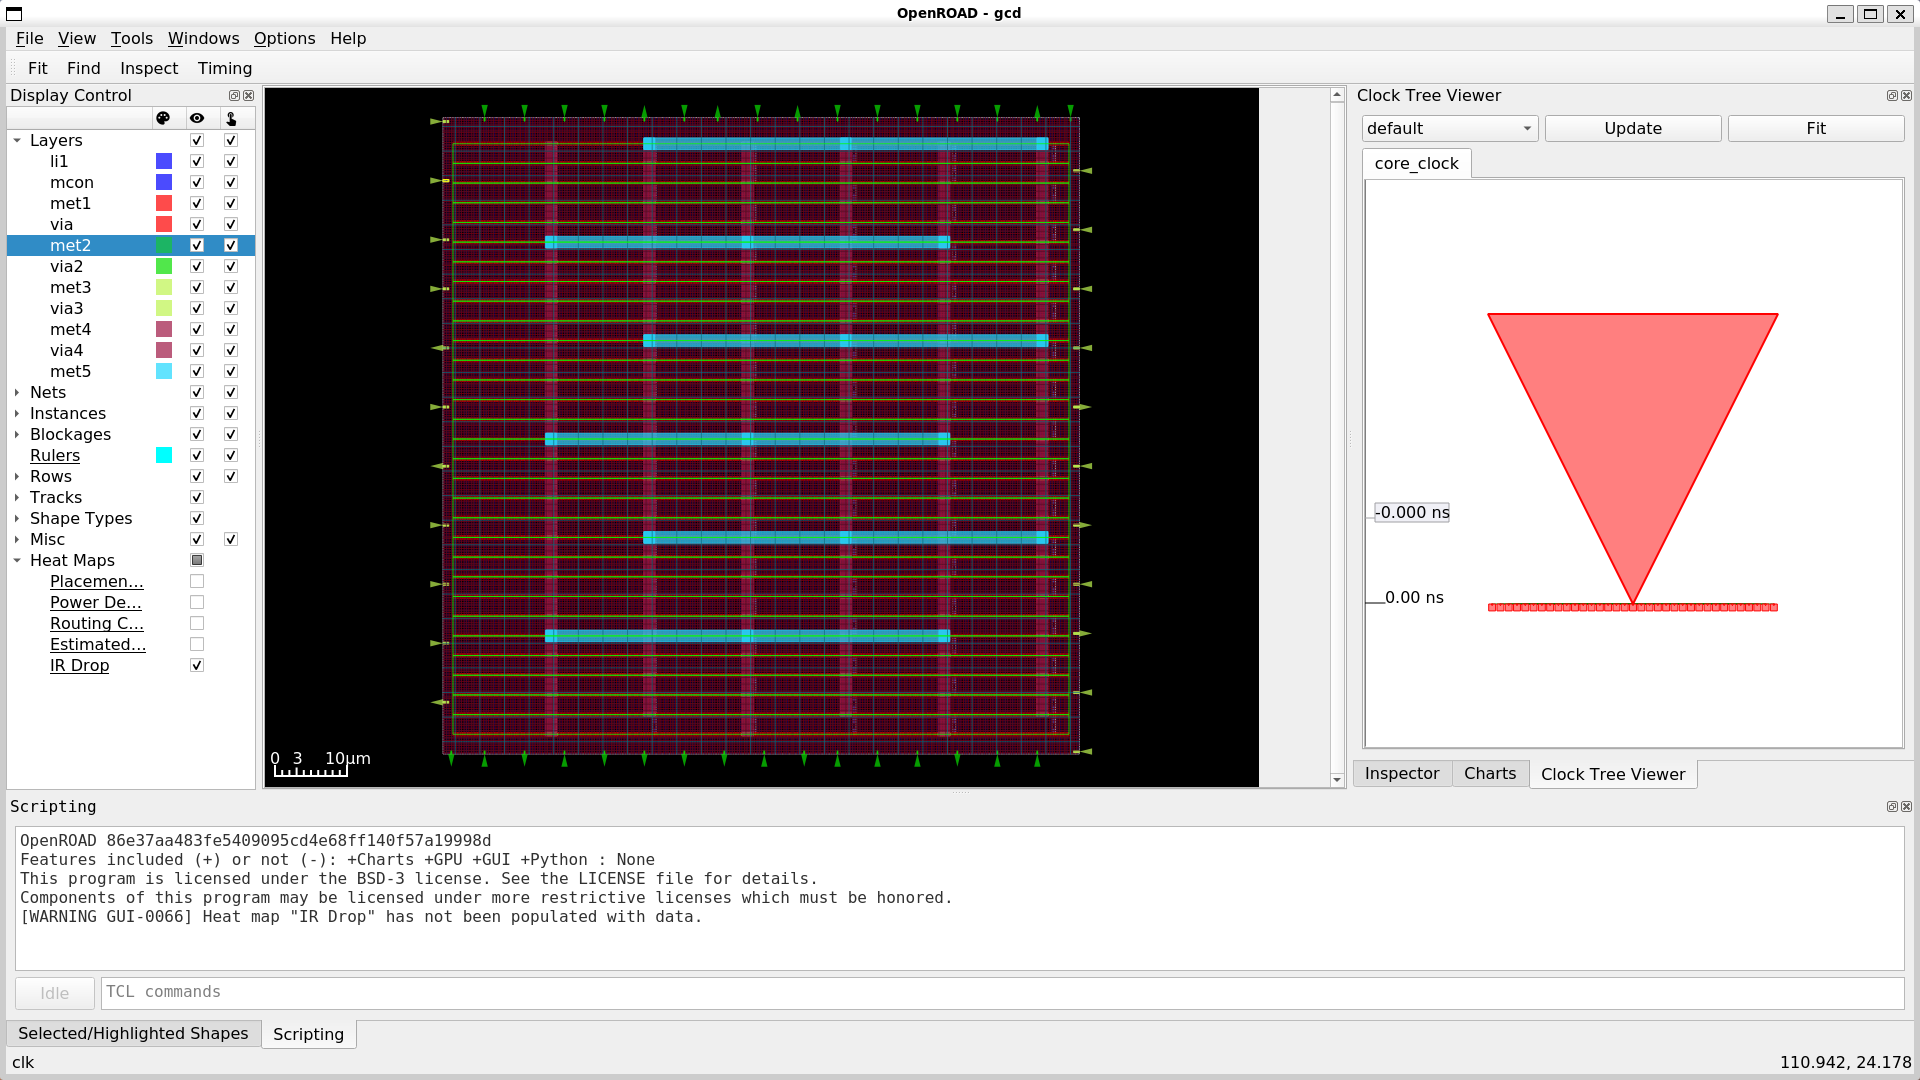 OpenROAD - gcd
File View Tools Windows Options Help
Fit Find Inspect Timing
Display Control
Layers
li1
mcon
met1
via
met2
via2
met3
via3
met4
via4
met5
Nets
Instances
Blockages
Rulers
Rows
Tracks
Shape Types
Misc
Heat Maps
Placemen...
Power De...
Routing C...
Estimated...
IR Drop
0 3 10μm
Clock Tree Viewer
default Update Fit
core_clock
-0.000 ns
0.00 ns
Inspector Charts Clock Tree Viewer
Scripting
OpenROAD 86e37aa483fe5409095cd4e68ff140f57a19998d
Features included (+) or not (-): +Charts +GPU +GUI +Python : None
This program is licensed under the BSD-3 license. See the LICENSE file for details.
Components of this program may be licensed under more restrictive licenses which must be honored.
[WARNING GUI-0066] Heat map "IR Drop" has not been populated with data.
Idle TCL commands
Selected/Highlighted Shapes Scripting
clk 110.942, 24.178